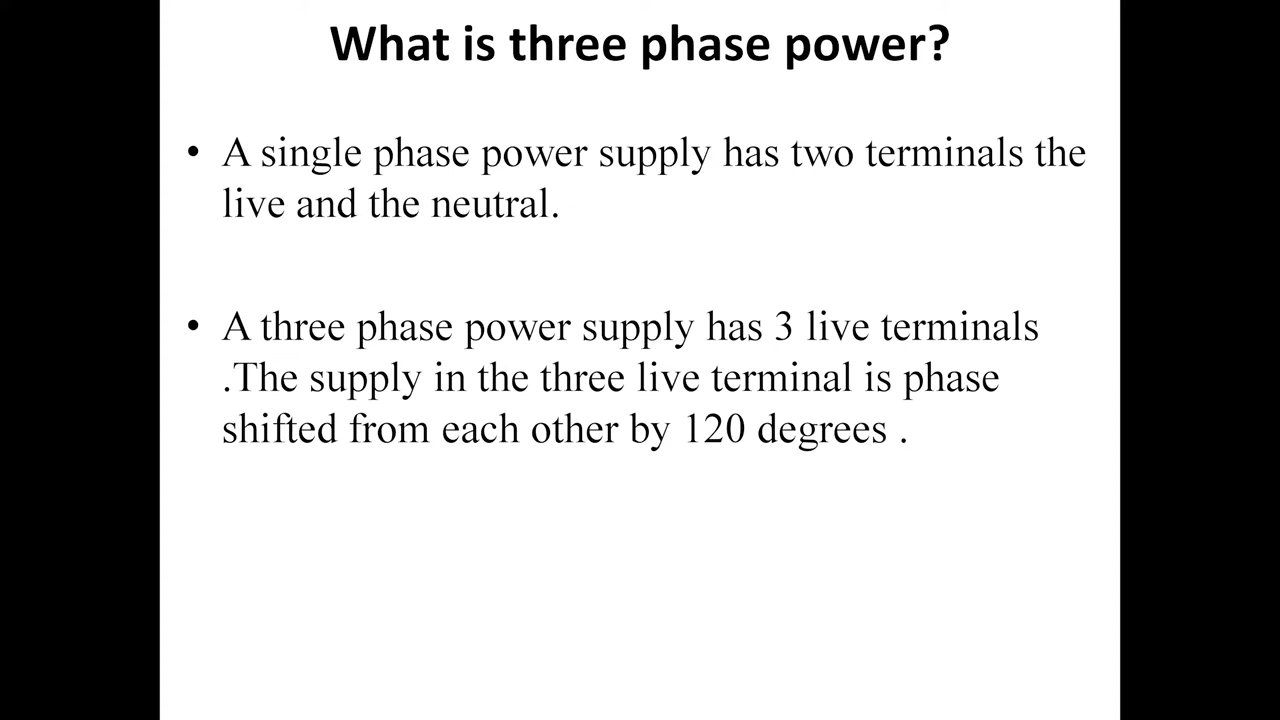 What is three phase power?
• A single phase power supply has two terminals the
live and the neutral.
• A three phase power supply has 3 live terminals
.The supply in the three live terminal is phase
shifted from each other by 120 degrees .